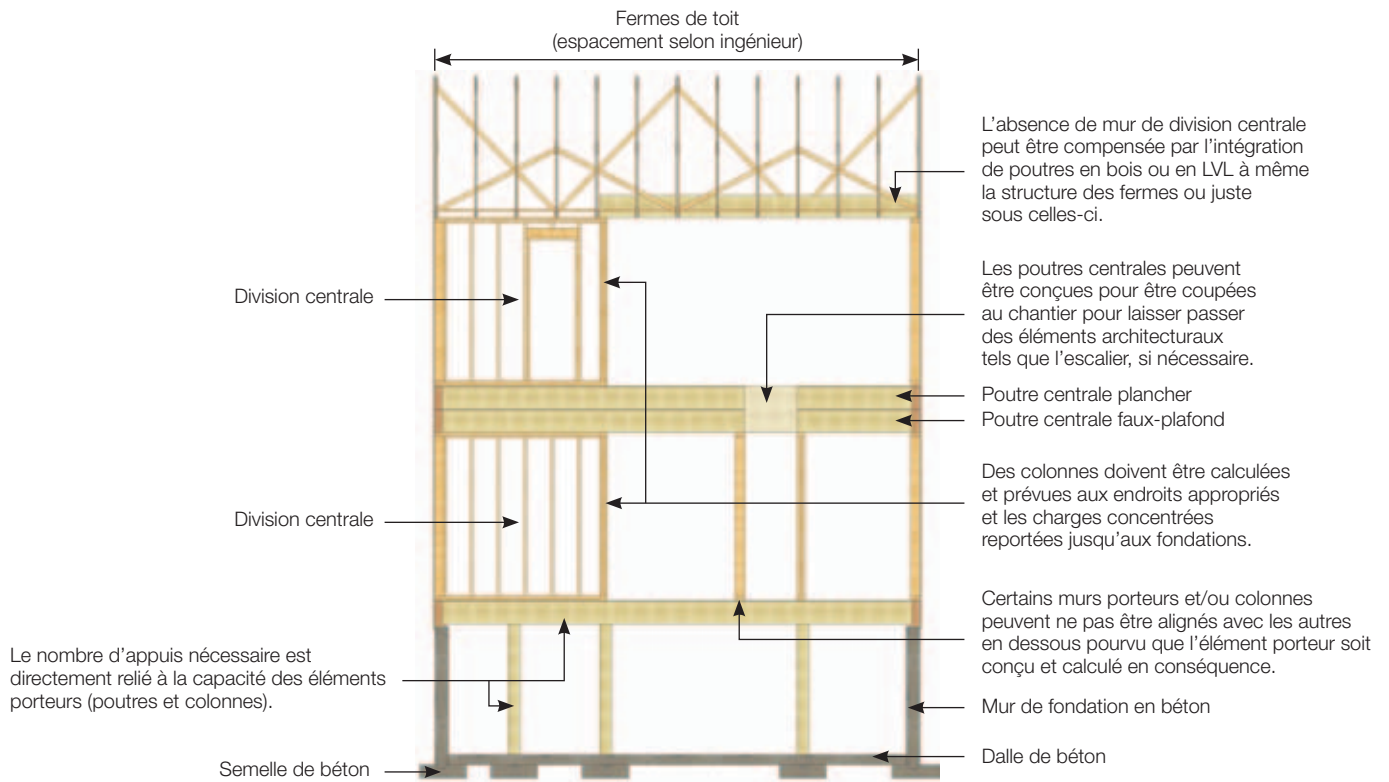 Fermes de toit
(espacement selon ingénieur)
L’absence de mur de division centrale
peut être compensée par l’intégration
de poutres en bois ou en LVL à même
la structure des fermes ou juste
sous celles-ci.
Les poutres centrales peuvent
être conçues pour être coupées
au chantier pour laisser passer
des éléments architecturaux
tels que l’escalier, si nécessaire.
Division centrale
Poutre centrale plancher
Poutre centrale faux-plafond
Des colonnes doivent être calculées
et prévues aux endroits appropriés
et les charges concentrées
reportées jusqu’aux fondations.
Division centrale
Certains murs porteurs et/ou colonnes
peuvent ne pas être alignés avec les autres
en dessous pourvu que l’élément porteur soit
conçu et calculé en conséquence.
Le nombre d’appuis nécessaire est
directement relié à la capacité des éléments
porteurs (poutres et colonnes).
Mur de fondation en béton
Dalle de béton
Semelle de béton